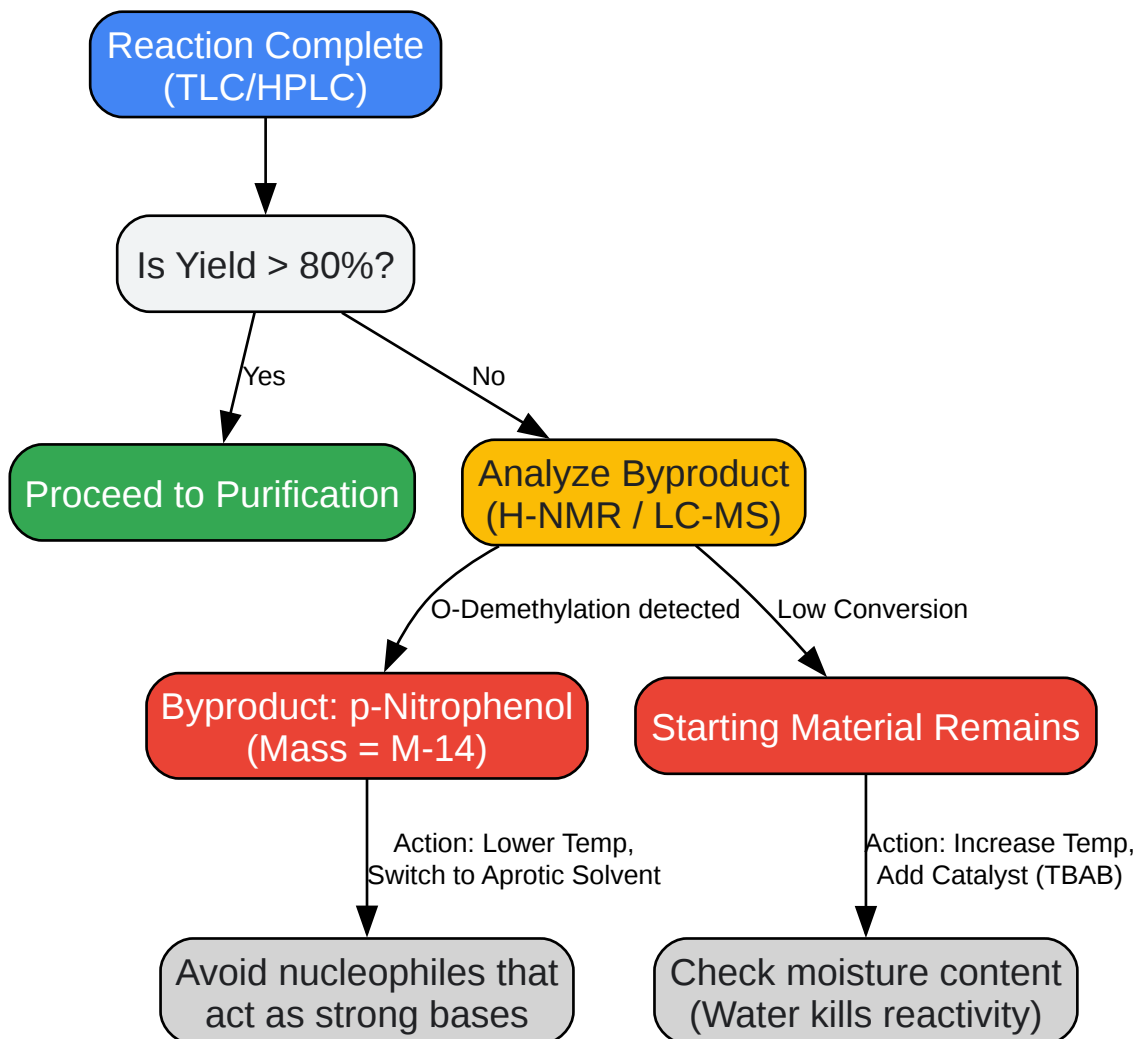 Reaction Complete
(TLC/HPLC)
Is Yield > 80%?
Yes
No
Proceed to Purification
Analyze Byproduct
(H-NMR / LC-MS)
O-Demethylation detected
Low Conversion
Byproduct: p-Nitrophenol
(Mass = M-14)
Starting Material Remains
Action: Lower Temp,
Switch to Aprotic Solvent
Action: Increase Temp,
Add Catalyst (TBAB)
Avoid nucleophiles that
act as strong bases
Check moisture content
(Water kills reactivity)